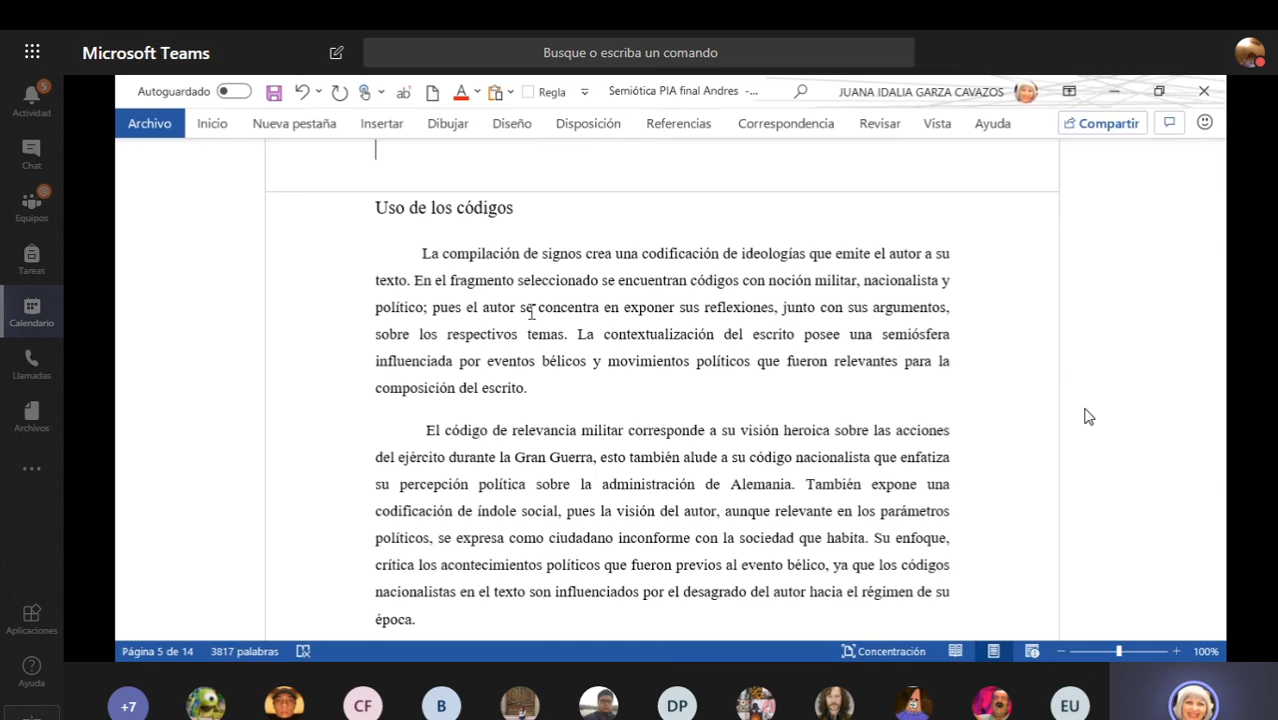 Microsoft Teams
Busque o escriba un comando
Actividad
5
Chat
Equipos
@
Tareas
Calendario
Llamadas
Archivos
Aplicaciones
Ayuda
Autoguardado
Regla
Semiótica PIA final Andres -...
JUANA IDALIA GARZA CAVAZOS
Archivo Inicio Nueva pestaña Insertar Dibujar Diseño Disposición Referencias Correspondencia Revisar Vista Ayuda Compartir
Uso de los códigos
La compilación de signos crea una codificación de ideologías que emite el autor a su
texto. En el fragmento seleccionado se encuentran códigos con noción militar, nacionalista y
político; pues el autor se concentra en exponer sus reflexiones, junto con sus argumentos,
sobre los respectivos temas. La contextualización del escrito posee una semiósfera
influenciada por eventos bélicos y movimientos políticos que fueron relevantes para la
composición del escrito.
El código de relevancia militar corresponde a su visión heroica sobre las acciones
del ejército durante la Gran Guerra, esto también alude a su código nacionalista que enfatiza
su percepción política sobre la administración de Alemania. También expone una
codificación de índole social, pues la visión del autor, aunque relevante en los parámetros
políticos, se expresa como ciudadano inconforme con la sociedad que habita. Su enfoque,
crítica los acontecimientos políticos que fueron previos al evento bélico, ya que los códigos
nacionalistas en el texto son influenciados por el desagrado del autor hacia el régimen de su
época.
Página 5 de 14 3817 palabras Concentración 100%
+7 CF B DP EU